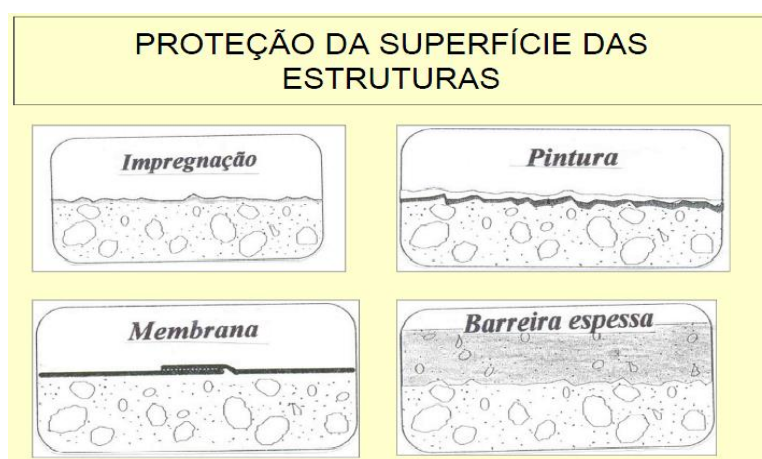 PROTEÇÃO DA SUPERFÍCIE DAS
ESTRUTURAS
Impregnação
Pintura
Membrana
Barreira espessa